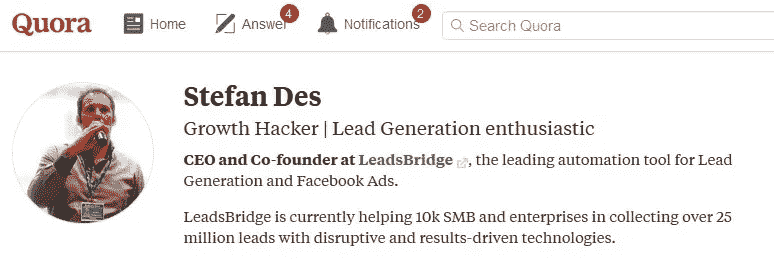 Quora Home Answer 4 Notifications 2 Search Quora
Stefan Des
Growth Hacker | Lead Generation enthusiastic
CEO and Co-founder at LeadsBridge, the leading automation tool for Lead
Generation and Facebook Ads.
LeadsBridge is currently helping 10k SMB and enterprises in collecting over 25
million leads with disruptive and results-driven technologies.